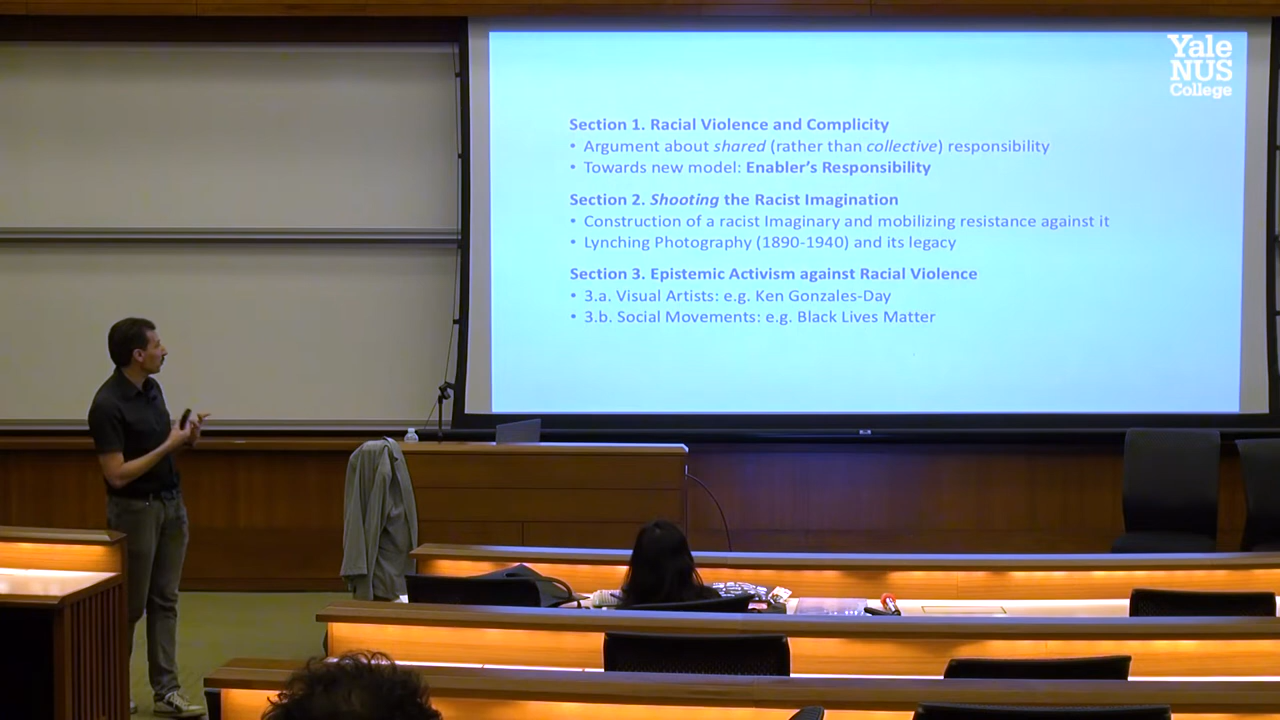 Yale
NUS
College
Section 1. Racial Violence and Complicity
• Argument about shared (rather than collective) responsibility
• Towards new model: Enabler's Responsibility
Section 2. Shooting the Racist Imagination
• Construction of a racist Imaginary and mobilizing resistance against it
• Lynching Photography (1890-1940) and its legacy
Section 3. Epistemic Activism against Racial Violence
• 3.a. Visual Artists: e.g. Ken Gonzales-Day
• 3.b. Social Movements: e.g. Black Lives Matter